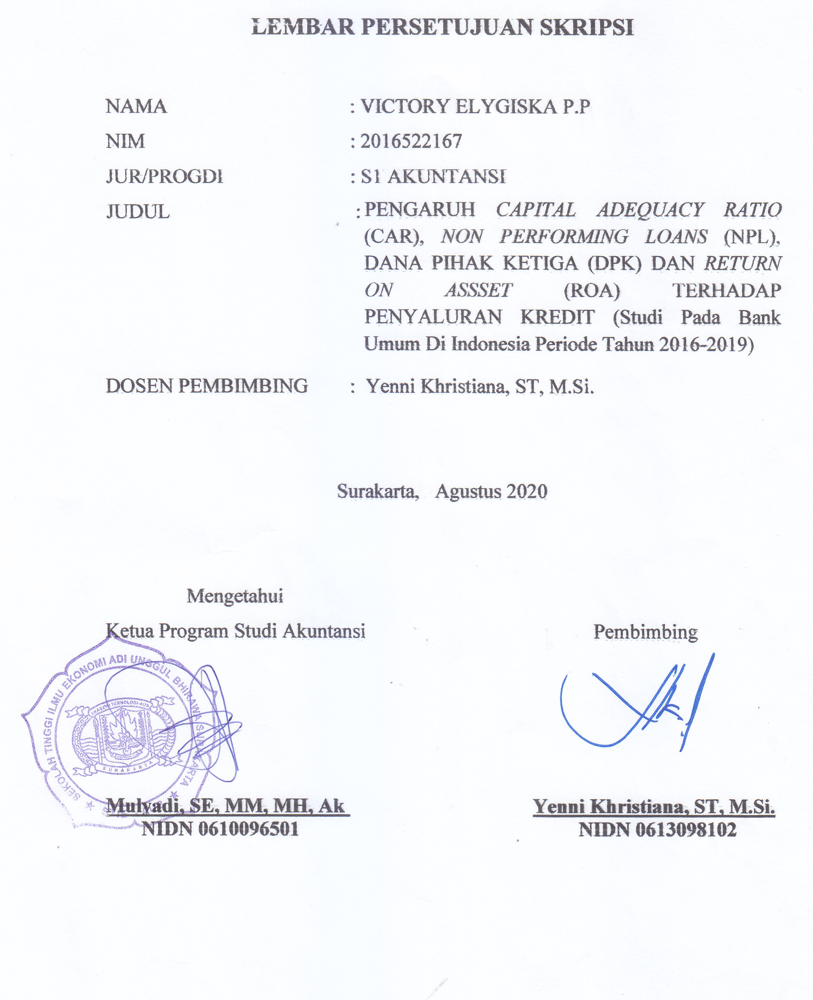 LEMBAR PERSETUJUAN SKRIPSI
NAMA : VICTORY ELYGISKA P.P
NIM : 2016522167
JUR/PROGDI : S1 AKUNTANSI
JUDUL : PENGARUH CAPITAL ADEQUACY RATIO
(CAR), NON PERFORMING LOANS (NPL),
DANA PIHAK KETIGA (DPK) DAN RETURN
ON ASSSET (ROA) TERHADAP
PENYALURAN KREDIT (Studi Pada Bank
Umum Di Indonesia Periode Tahun 2016-2019)
DOSEN PEMBIMBING : Yenni Khristiana, ST, M.Si.
Surakarta, Agustus 2020
Mengetahui
Ketua Program Studi Akuntansi Pembimbing
SEKOLAH TINGGI ILMU EKONOMI ADI UNGGUL BHIRAWA SURAKARTA
AKADEMI TEKNOLOGI-AUB
SURAKARTA
Mulyadi, SE, MM, MH, Ak Yenni Khristiana, ST, M.Si.
NIDN 0610096501 NIDN 0613098102